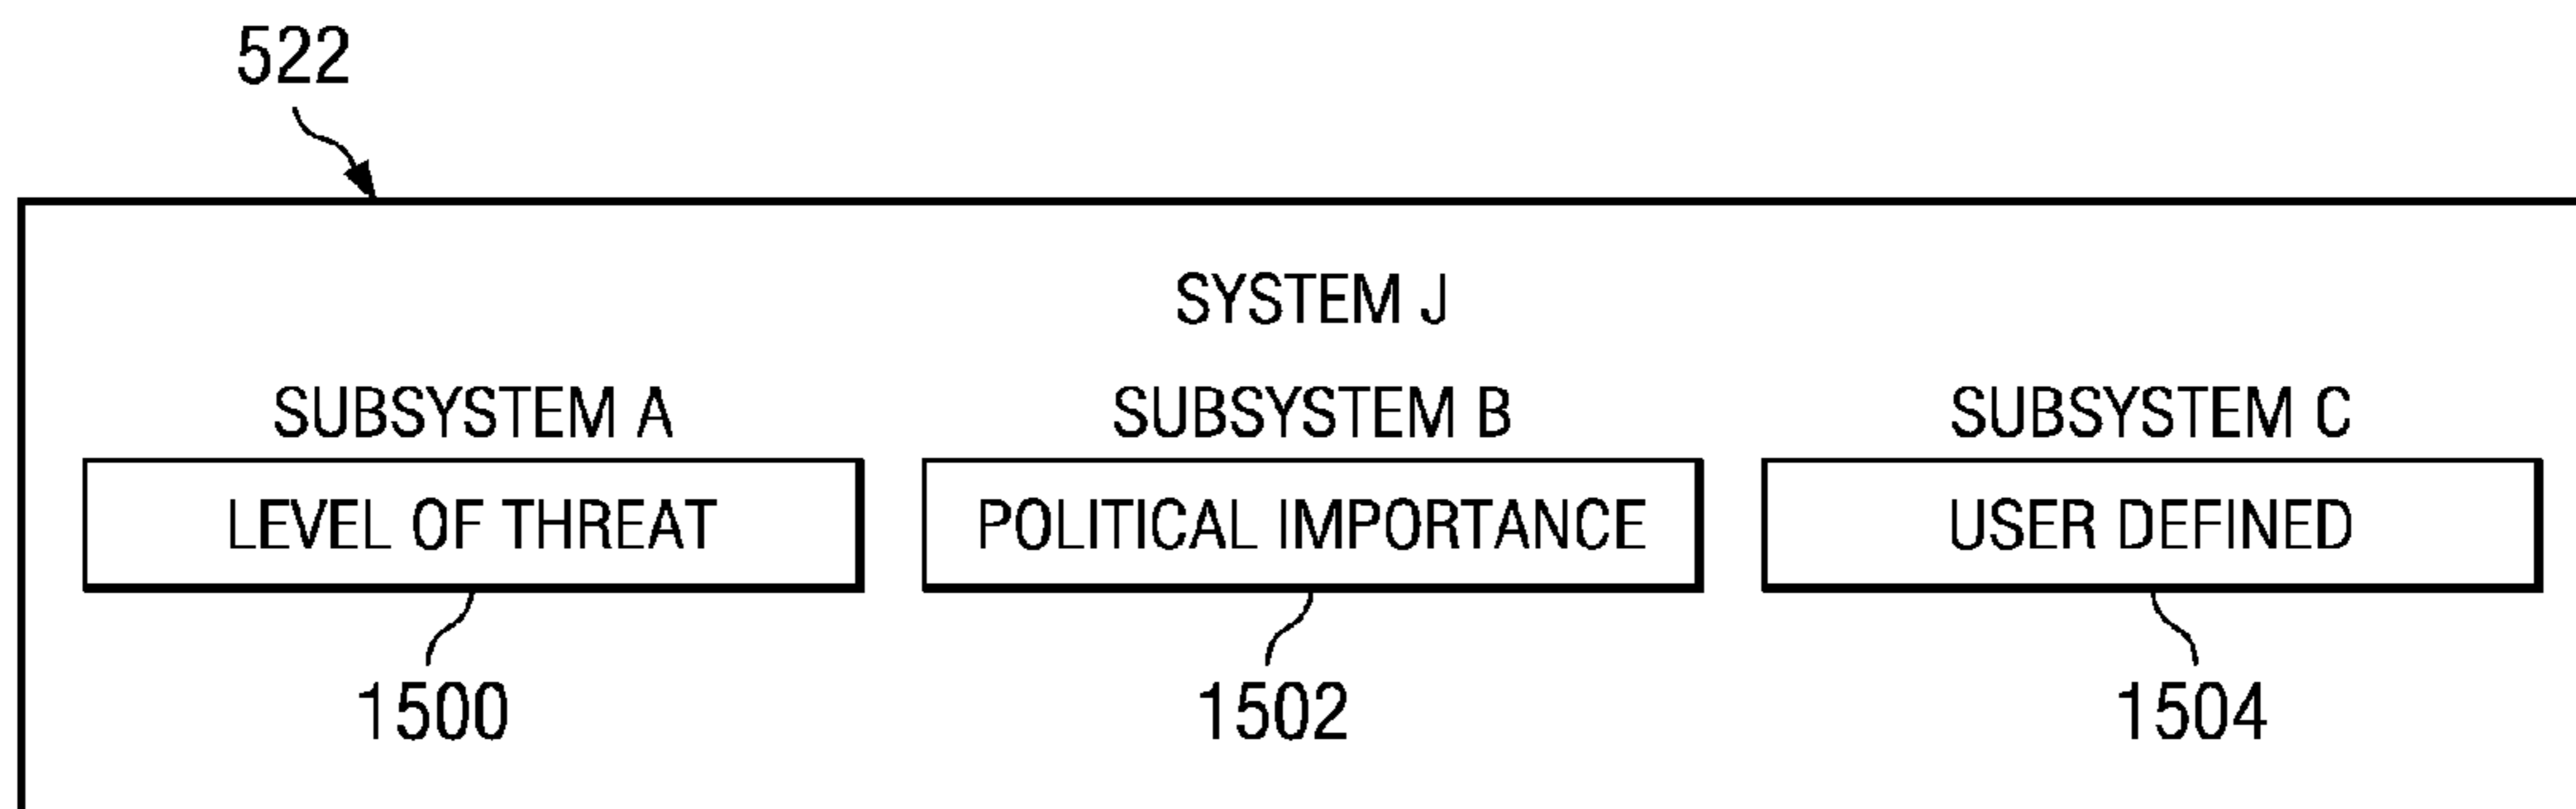 522
SYSTEM J
SUBSYSTEM A SUBSYSTEM B SUBSYSTEM C
LEVEL OF THREAT POLITICAL IMPORTANCE USER DEFINED
1500 1502 1504